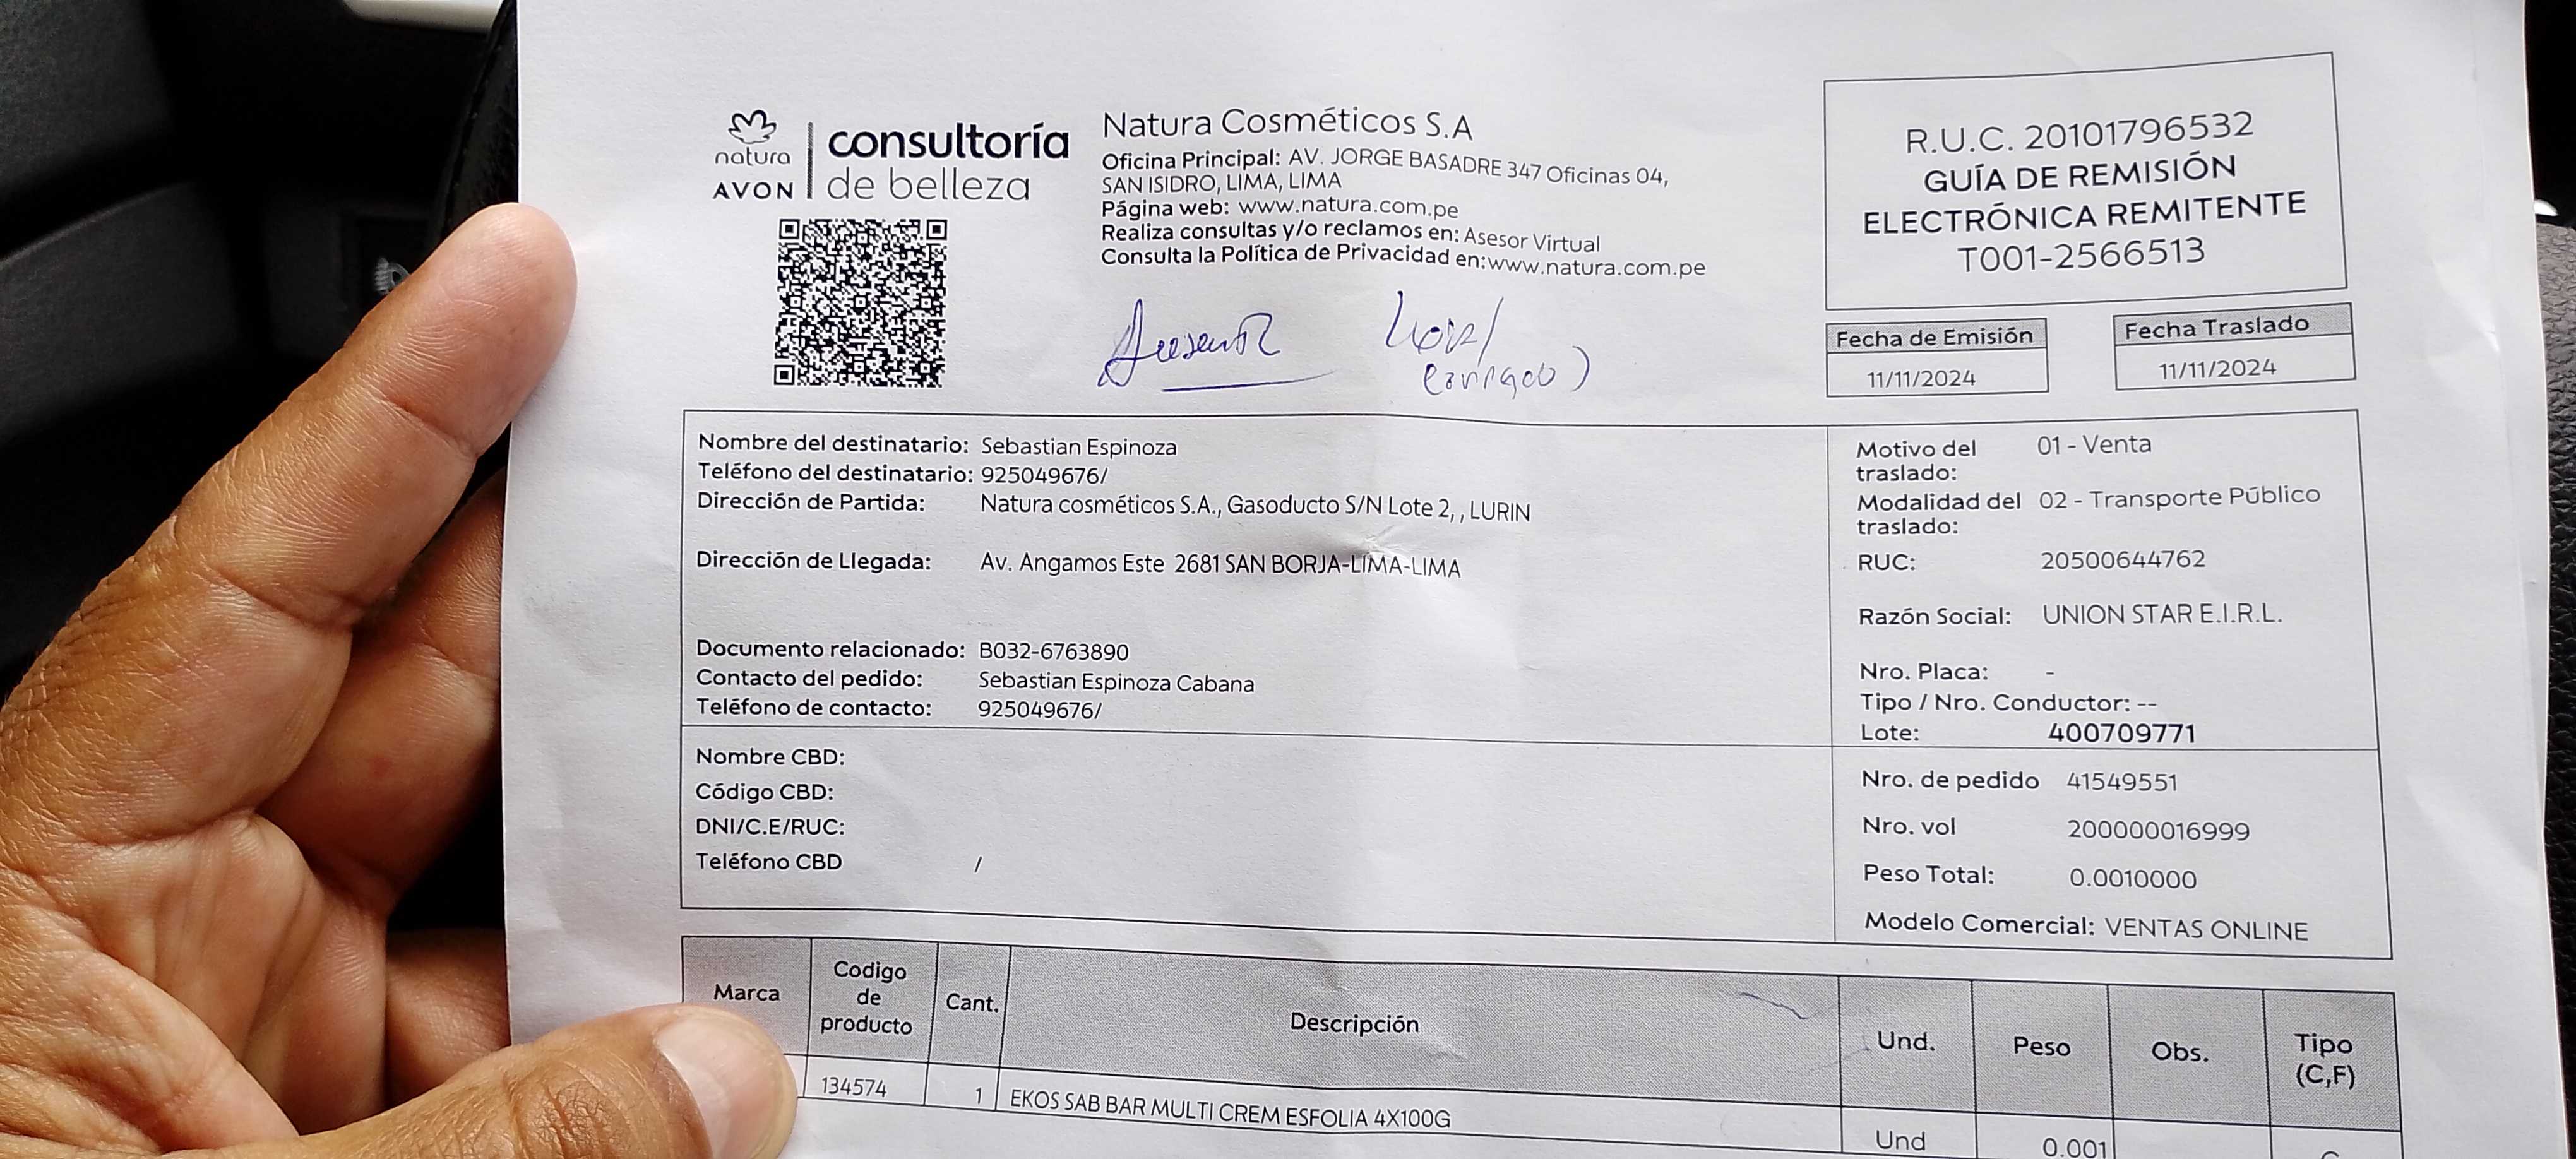 natura
AVON
consultoría
de belleza
Natura Cosméticos S.A
Oficina Principal: AV. JORGE BASADRE 347 Oficinas 04,
SAN ISIDRO, LIMA, LIMA
Página web: www.natura.com.pe
Realiza consultas y/o reclamos en: Asesor Virtual
Consulta la Política de Privacidad en:www.natura.com.pe
R.U.C. 20101796532
GUÍA DE REMISIÓN
ELECTRÓNICA REMITENTE
T001-2566513
Fecha de Emisión
11/11/2024
Fecha Traslado
11/11/2024
Nombre del destinatario: Sebastian Espinoza
Teléfono del destinatario: 925049676/
Dirección de Partida: Natura cosméticos S.A., Gasoducto S/N Lote 2, , LURIN
Dirección de Llegada: Av. Angamos Este 2681 SAN BORJA-LIMA-LIMA
Documento relacionado: B032-6763890
Contacto del pedido: Sebastian Espinoza Cabana
Teléfono de contacto: 925049676/
Motivo del 01 - Venta
traslado:
Modalidad del 02 - Transporte Público
traslado:
RUC: 20500644762
Razón Social: UNION STAR E.I.R.L.
Nro. Placa: -
Tipo / Nro. Conductor: --
Lote: 400709771
Nombre CBD:
Código CBD:
DNI/C.E/RUC:
Teléfono CBD /
Nro. de pedido 41549551
Nro. vol 200000016999
Peso Total: 0.0010000
Modelo Comercial: VENTAS ONLINE
Marca
Codigo
de
producto
Cant.
Descripción
Und.
Peso
Obs.
Tipo
(C,F)
134574 1 EKOS SAB BAR MULTI CREM ESFOLIA 4X100G Und 0.001